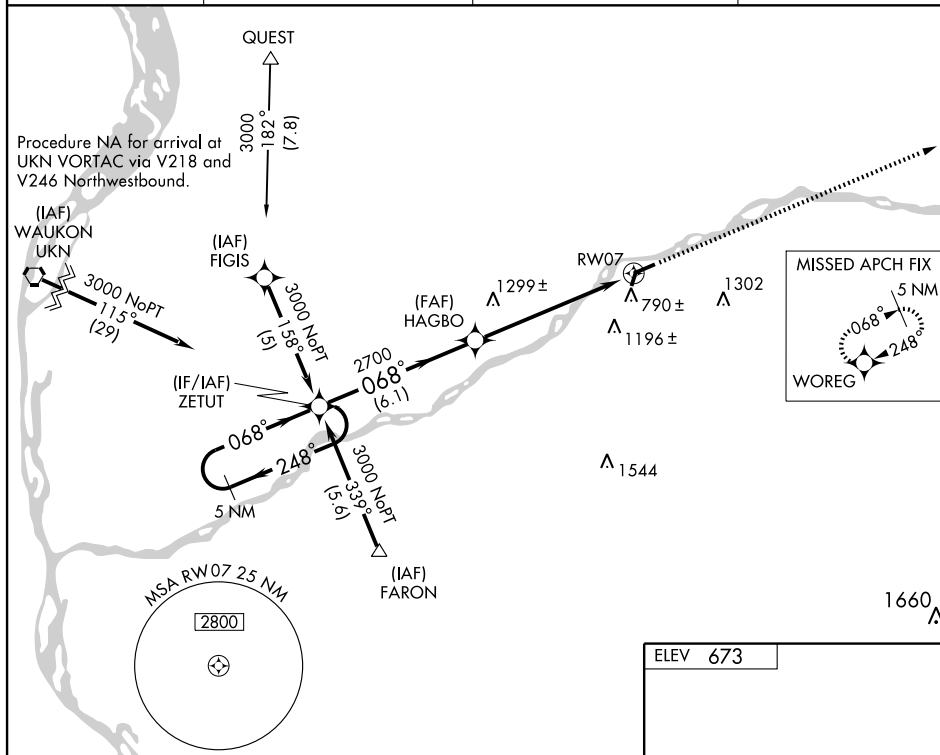 QUEST
3000
182°
(7.8)
Procedure NA for arrival at
UKN VORTAC via V218 and
V246 Northwestbound.
(IAF)
WAUKON
UKN
3000 NoPT
115°
(29)
(IAF)
FIGIS
3000 NoPT
158°
(5)
(IF/IAF)
ZETUT
(FAF)
HAGBO
2700
068°
(6.1)
RW07
1299 ±
790 ±
1302
1196 ±
1544
MISSED APCH FIX
5 NM
068°
248°
WOREG
068°
248°
5 NM
3000 NoPT
339°
(5.6)
(IAF)
FARON
MSA RW07 25 NM
2800
1660
ELEV 673